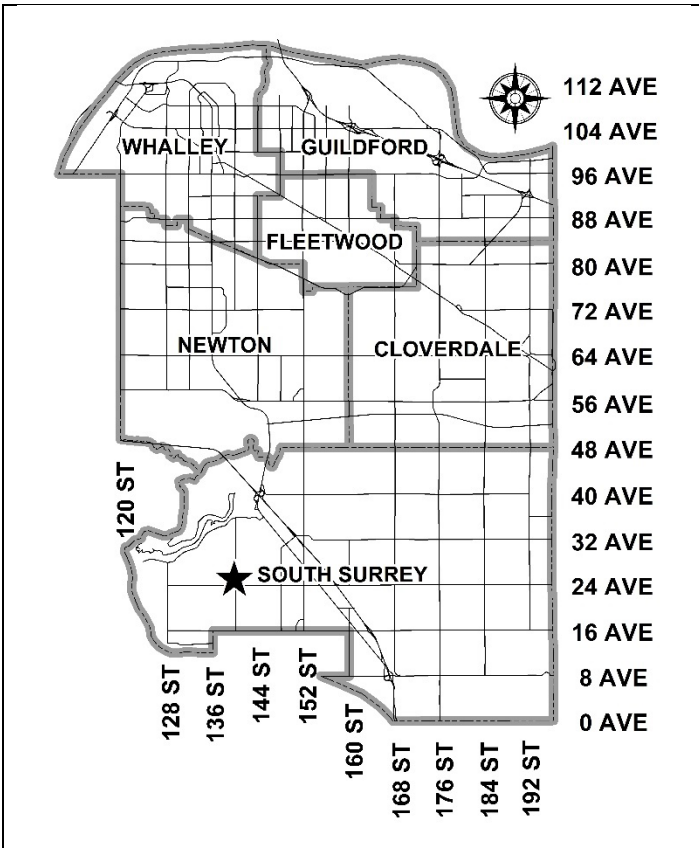 112 AVE
104 AVE
WHALLEY
GUILDFORD
96 AVE
88 AVE
FLEETWOOD
80 AVE
72 AVE
NEWTON
CLOVERDALE
64 AVE
56 AVE
48 AVE
120 ST
40 AVE
32 AVE
SOUTH SURREY
24 AVE
16 AVE
128 ST
136 ST
144 ST
152 ST
8 AVE
160 ST
0 AVE
168 ST
176 ST
184 ST
192 ST